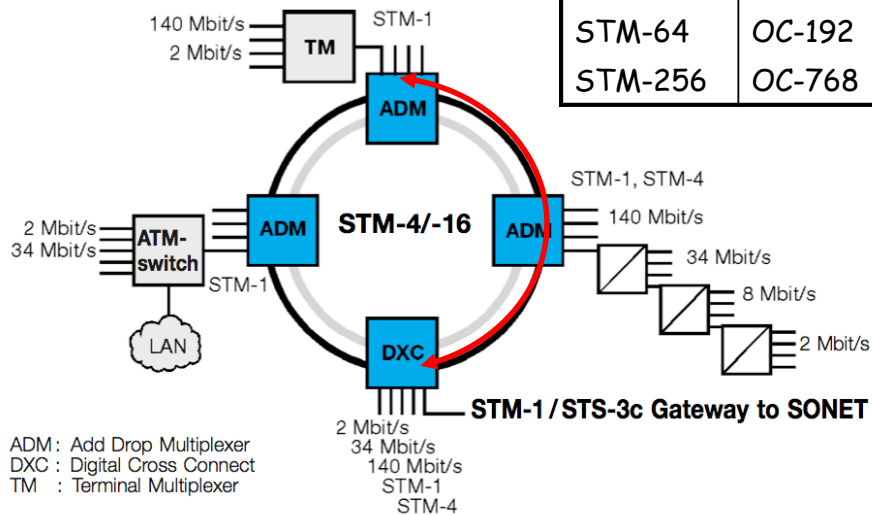 140 Mbit/s
2 Mbit/s
TM
STM-1
STM-64 OC-192
STM-256 OC-768
ADM
STM-1, STM-4
140 Mbit/s
2 Mbit/s
34 Mbit/s
ATM-
switch
ADM
STM-4/-16
ADM
34 Mbit/s
STM-1
8 Mbit/s
LAN
DXC
2 Mbit/s
STM-1 / STS-3c Gateway to SONET
2 Mbit/s
34 Mbit/s
140 Mbit/s
STM-1
STM-4
ADM : Add Drop Multiplexer
DXC : Digital Cross Connect
TM : Terminal Multiplexer